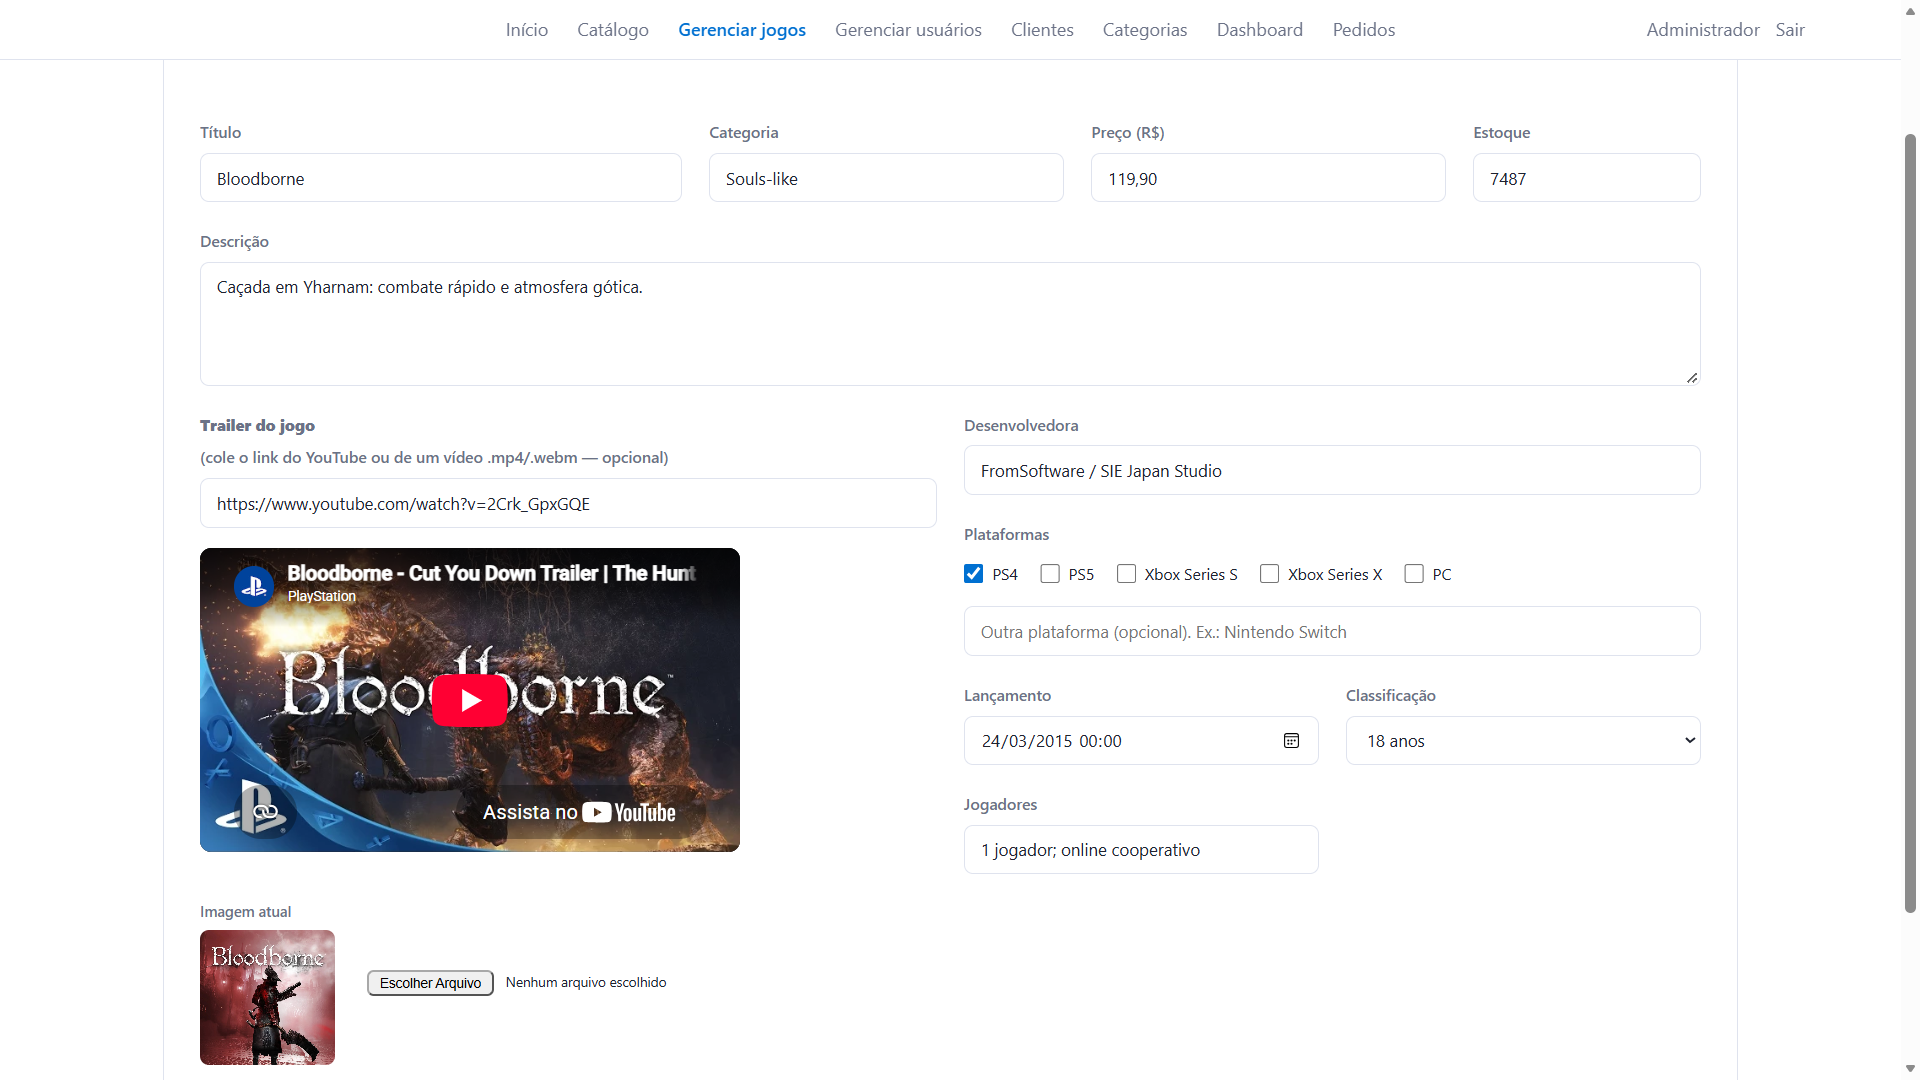 Início Catálogo Gerenciar jogos Gerenciar usuários Clientes Categorias Dashboard Pedidos Administrador Sair
Título Categoria Preço (R$) Estoque
Bloodborne Souls-like 119,90 7487
Descrição
Caçada em Yharnam: combate rápido e atmosfera gótica.
Trailer do jogo
(cole o link do YouTube ou de um vídeo .mp4/.webm — opcional)
https://www.youtube.com/watch?v=2Crk_GpxGQE
Bloodborne - Cut You Down Trailer | The Hunt
PlayStation
Bloodborne™
Assista no YouTube
Desenvolvedora
FromSoftware / SIE Japan Studio
Plataformas
PS4 PS5 Xbox Series S Xbox Series X PC
Outra plataforma (opcional). Ex.: Nintendo Switch
Lançamento Classificação
24/03/2015 00:00 18 anos
Jogadores
1 jogador; online cooperativo
Imagem atual
Bloodborne
Escolher Arquivo Nenhum arquivo escolhido